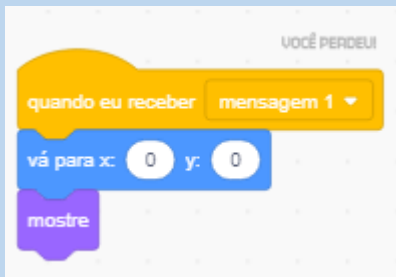 VOCÊ PERDEU!
quando eu receber mensagem 1
vá para x: 0 y: 0
mostre